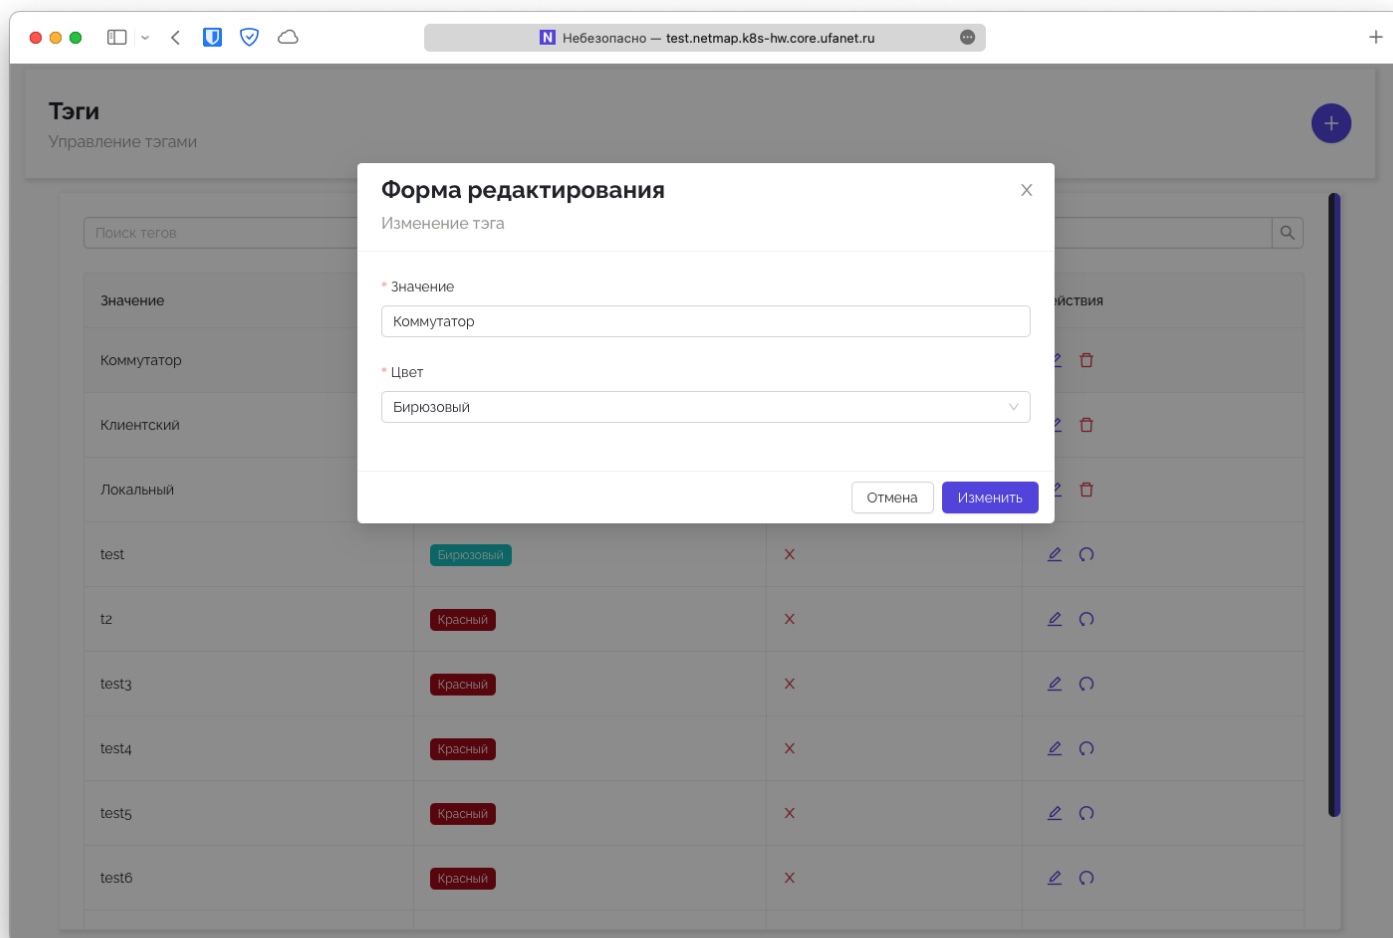 N Небезопасно — test.netmap.k8s-hw.core.ufanet.ru
Тэги
Управление тэгами
Форма редактирования
Изменение тэга
Поиск тегов
* Значение
Значение
йствия
Коммутатор
Коммутатор
* Цвет
Бирюзовый
Клиентский
Локальный
Отмена
Изменить
test
Бирюзовый
t2
Красный
test3
Красный
test4
Красный
test5
Красный
test6
Красный